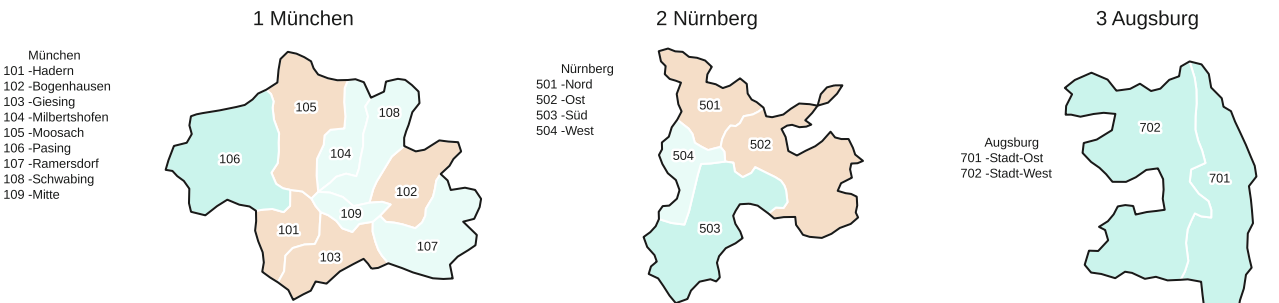 1 München
München
101 -Hadern
102 -Bogenhausen
103 -Giesing
104 -Milbertshofen
105 -Moosach
106 -Pasing
107 -Ramersdorf
108 -Schwabing
109 -Mitte
105
108
104
106
102
109
101
107
103
2 Nürnberg
Nürnberg
501 -Nord
502 -Ost
503 -Süd
504 -West
501
502
504
503
3 Augsburg
Augsburg
701 -Stadt-Ost
702 -Stadt-West
702
701